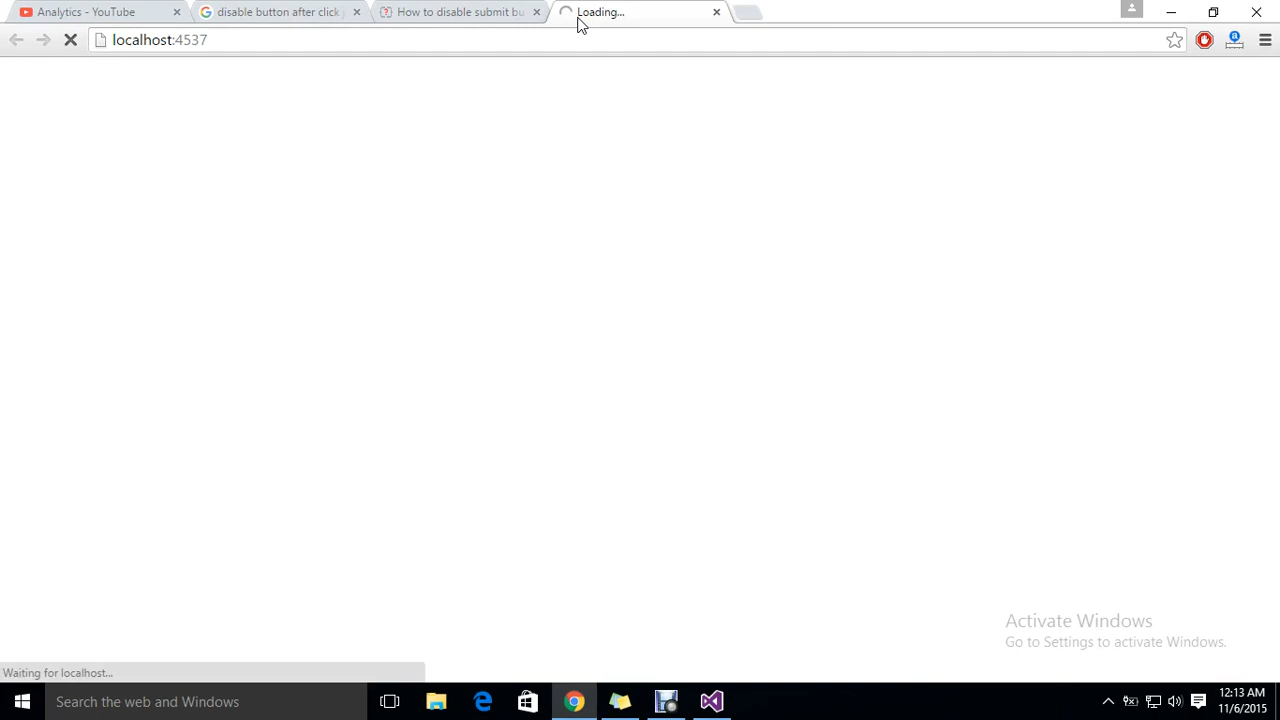 Analytics - YouTube
disable button after click j
How to disable submit bu
Loading...
localhost:4537
Activate Windows
Go to Settings to activate Windows.
Waiting for localhost...
Search the web and Windows
12:13 AM
11/6/2015